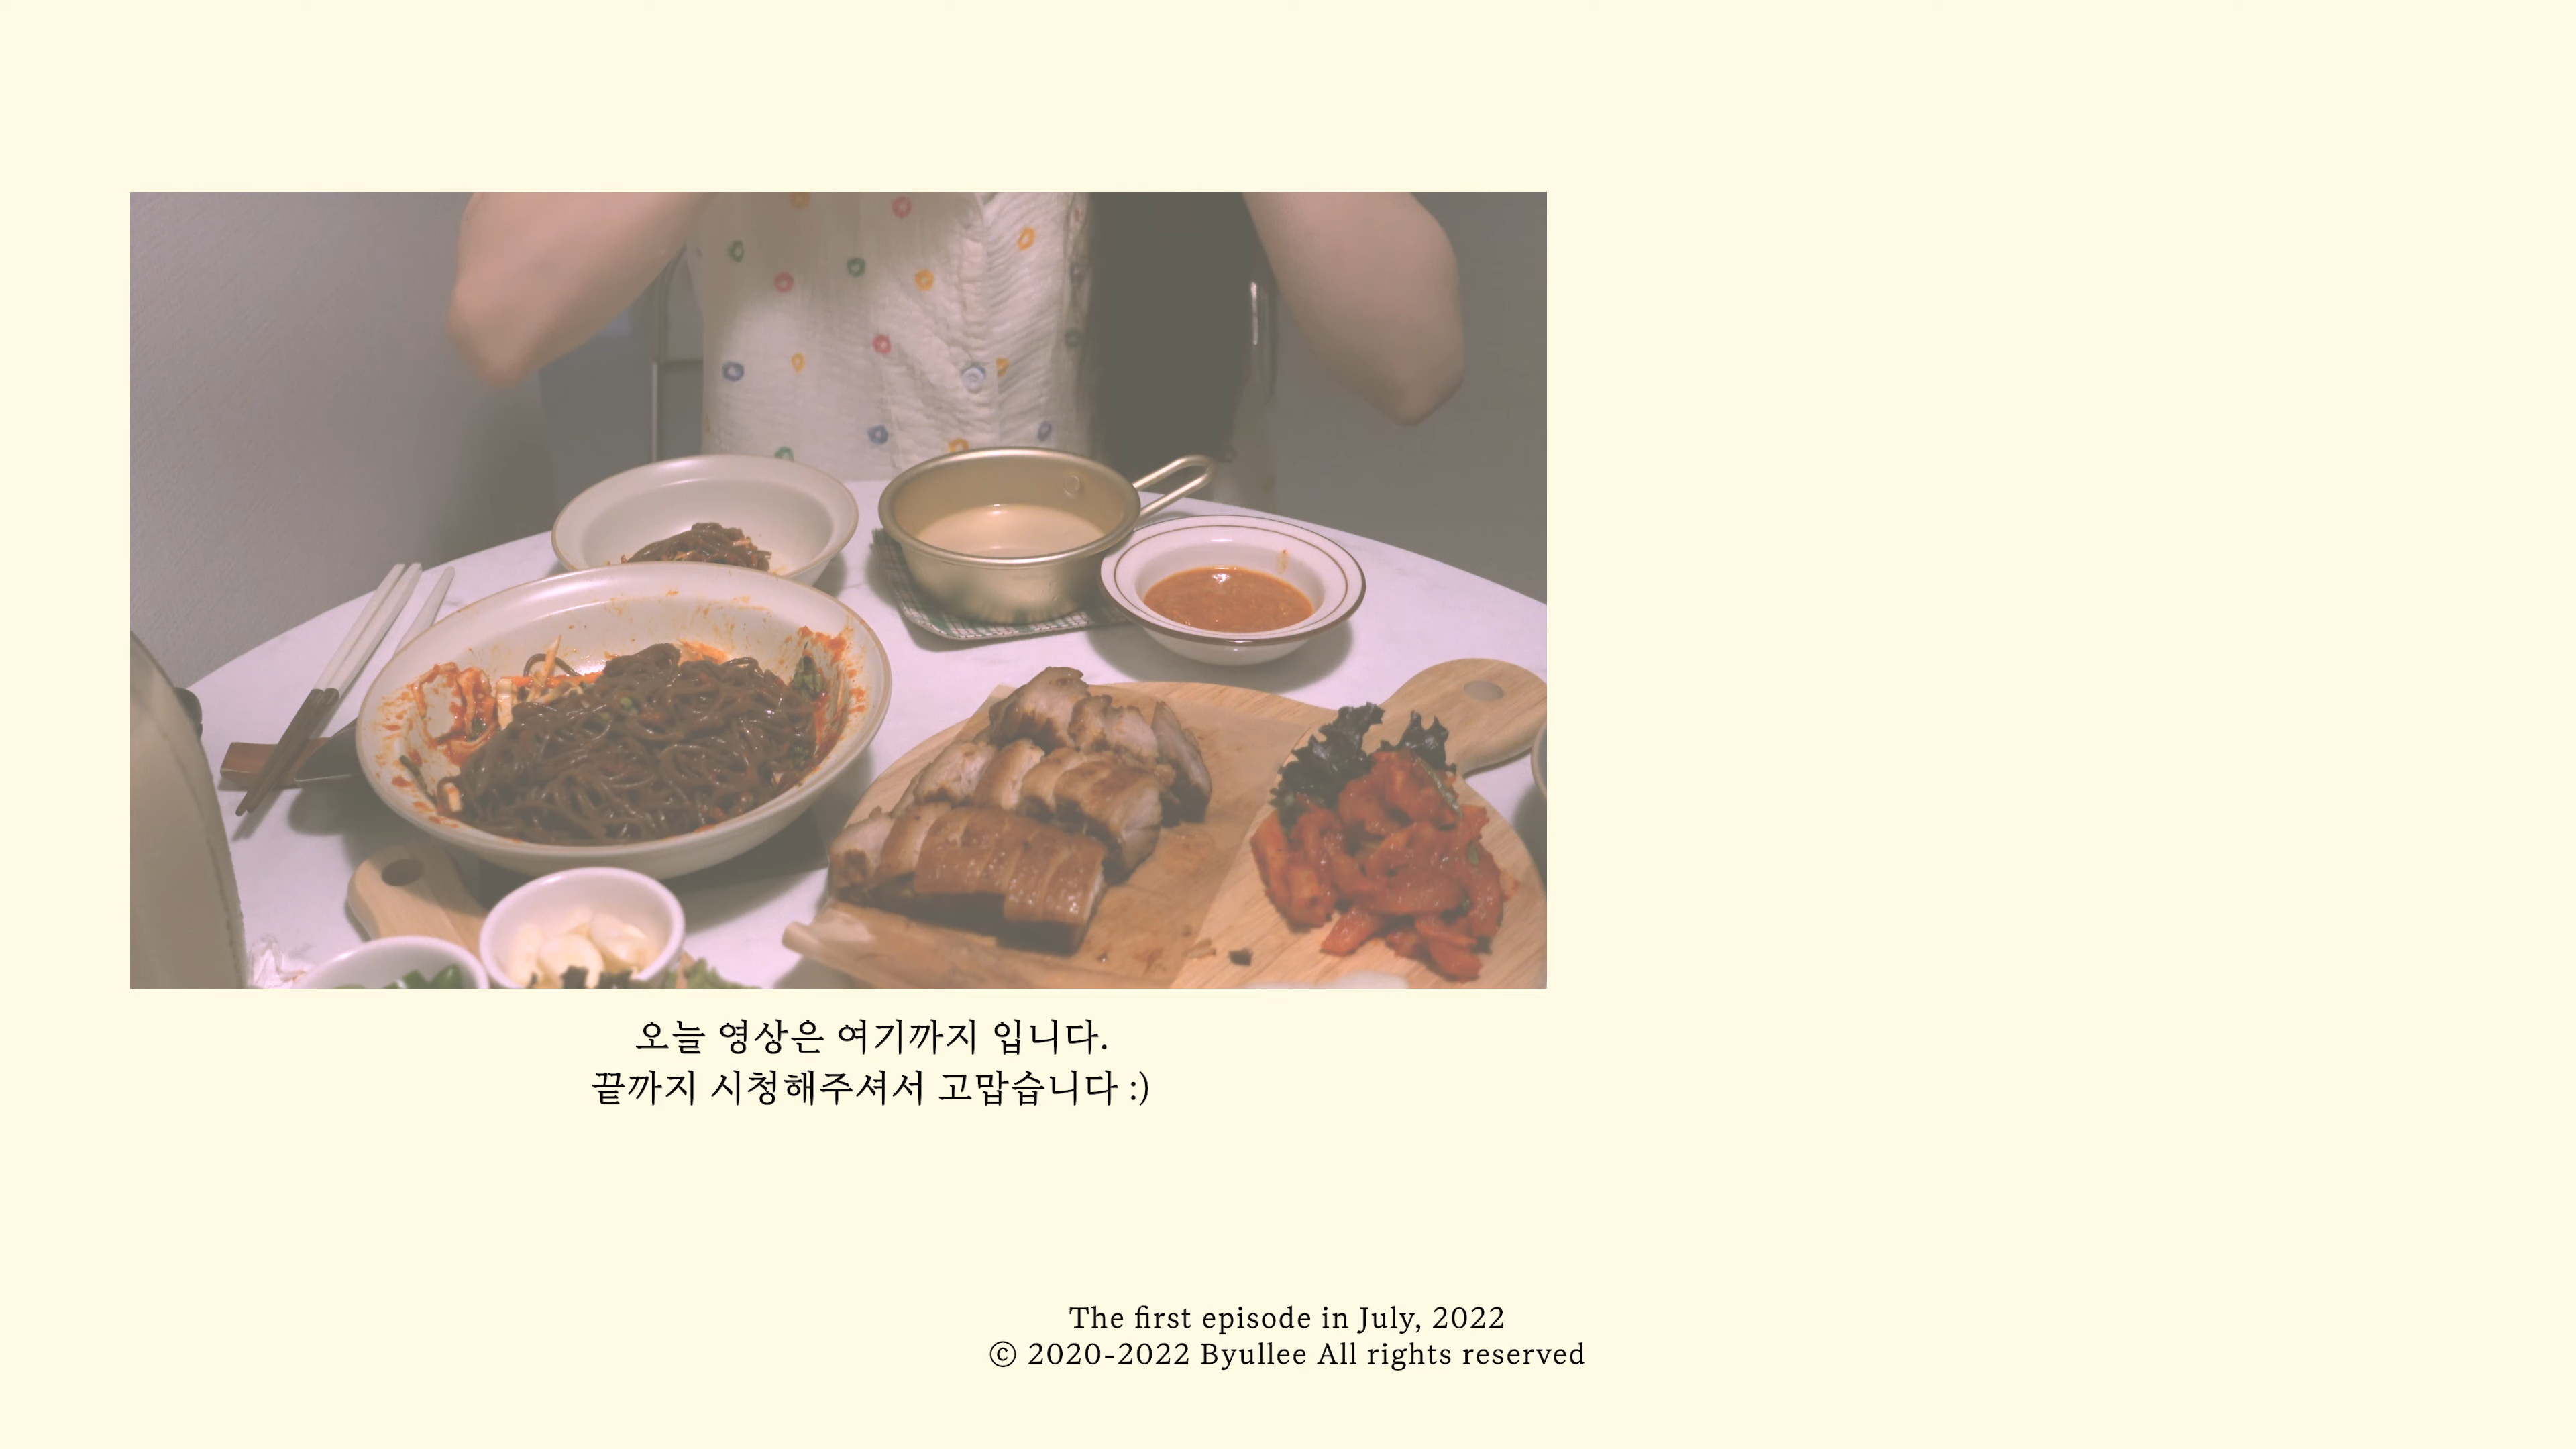 오늘 영상은 여기까지 입니다.
끝까지 시청해주셔서 고맙습니다 :)
The first episode in July, 2022
ⓒ 2020-2022 Byullee All rights reserved